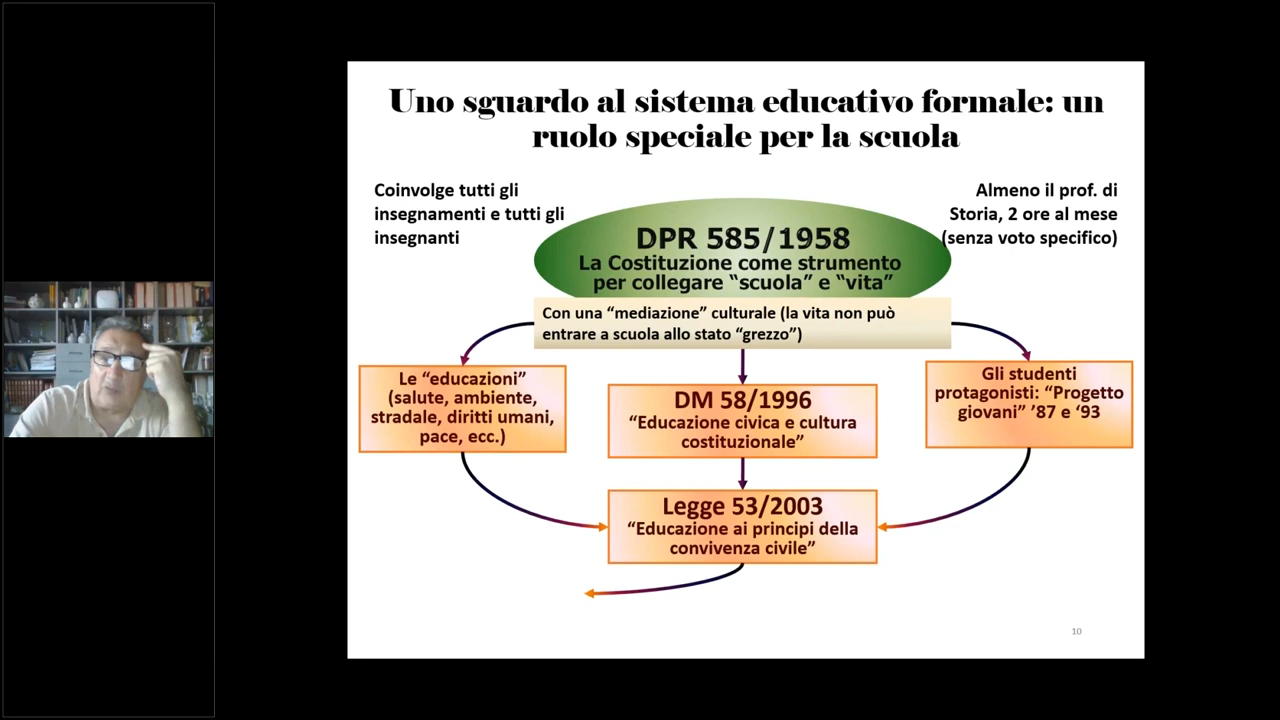 Uno sguardo al sistema educativo formale: un
ruolo speciale per la scuola
Coinvolge tutti gli
insegnamenti e tutti gli
insegnanti
Almeno il prof. di
Storia, 2 ore al mese
(senza voto specifico)
DPR 585/1958
La Costituzione come strumento
per collegare “scuola” e “vita”
Con una “mediazione” culturale (la vita non può
entrare a scuola allo stato “grezzo”)
Le “educazioni”
(salute, ambiente,
stradale, diritti umani,
pace, ecc.)
DM 58/1996
“Educazione civica e cultura
costituzionale”
Gli studenti
protagonisti: “Progetto
giovani” ’87 e ‘93
Legge 53/2003
“Educazione ai principi della
convivenza civile”
10